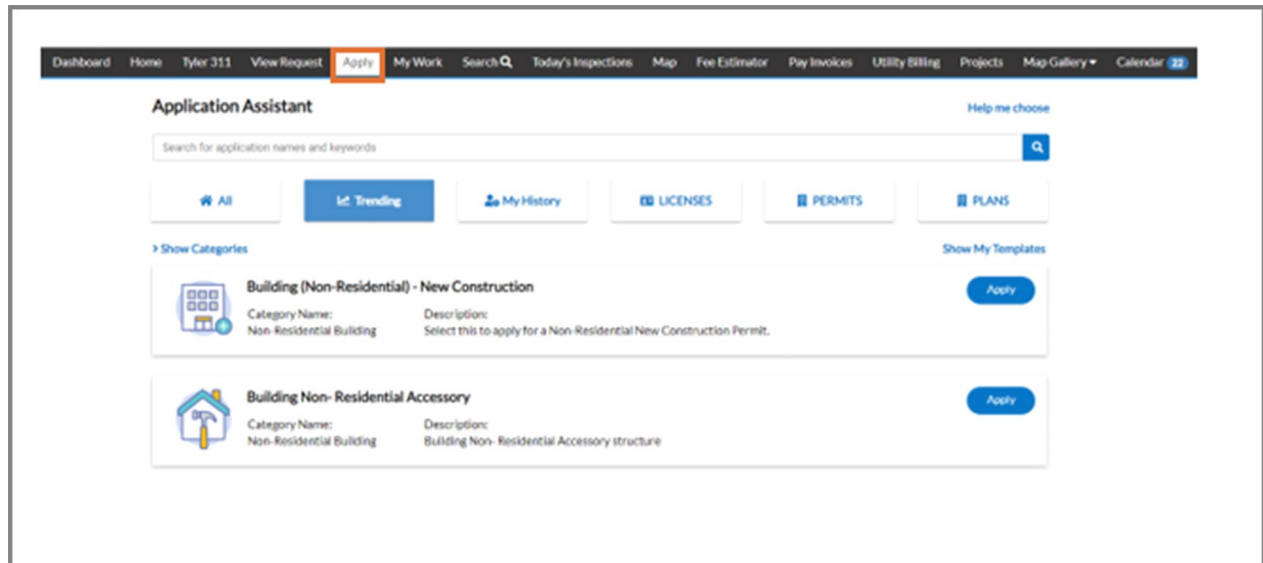 Dashboard Home Tyler 311 View Request Apply My Work Search Today's Inspections Map Fee Estimator Pay Invoices Utility Billing Projects Map Gallery Calendar 22
Application Assistant Help me choose
Search for application names and keywords
All Trending My History LICENSES PERMITS PLANS
Show Categories Show My Templates
Building (Non-Residential) - New Construction Apply
Category Name: Description:
Non-Residential Building Select this to apply for a Non-Residential New Construction Permit.
Building Non- Residential Accessory Apply
Category Name: Description:
Non-Residential Building Building Non- Residential Accessory structure